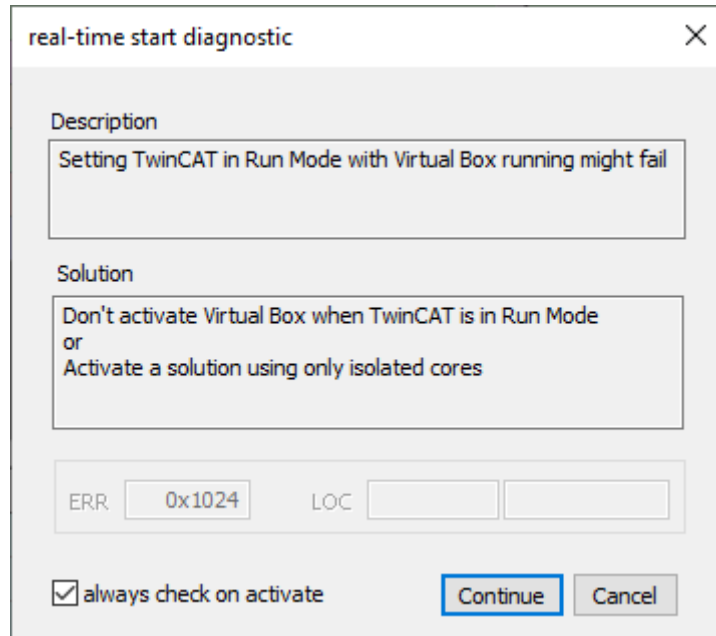 real-time start diagnostic
Description
Setting TwinCAT in Run Mode with Virtual Box running might fail
Solution
Don't activate Virtual Box when TwinCAT is in Run Mode
or
Activate a solution using only isolated cores
ERR 0x1024 LOC
always check on activate Continue Cancel